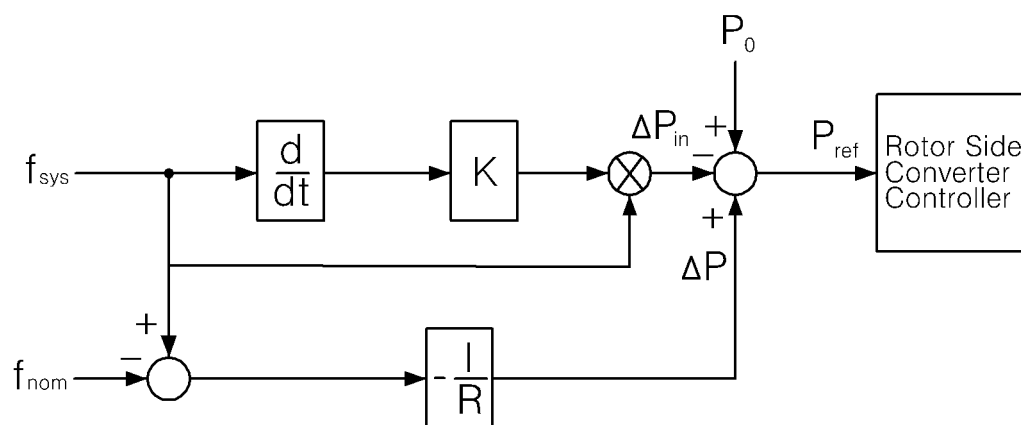 P0
ΔPin
+
−
Pref
fsys
d
dt
K
Rotor Side
Converter
Controller
+
ΔP
+
−
fnom
- 1
R